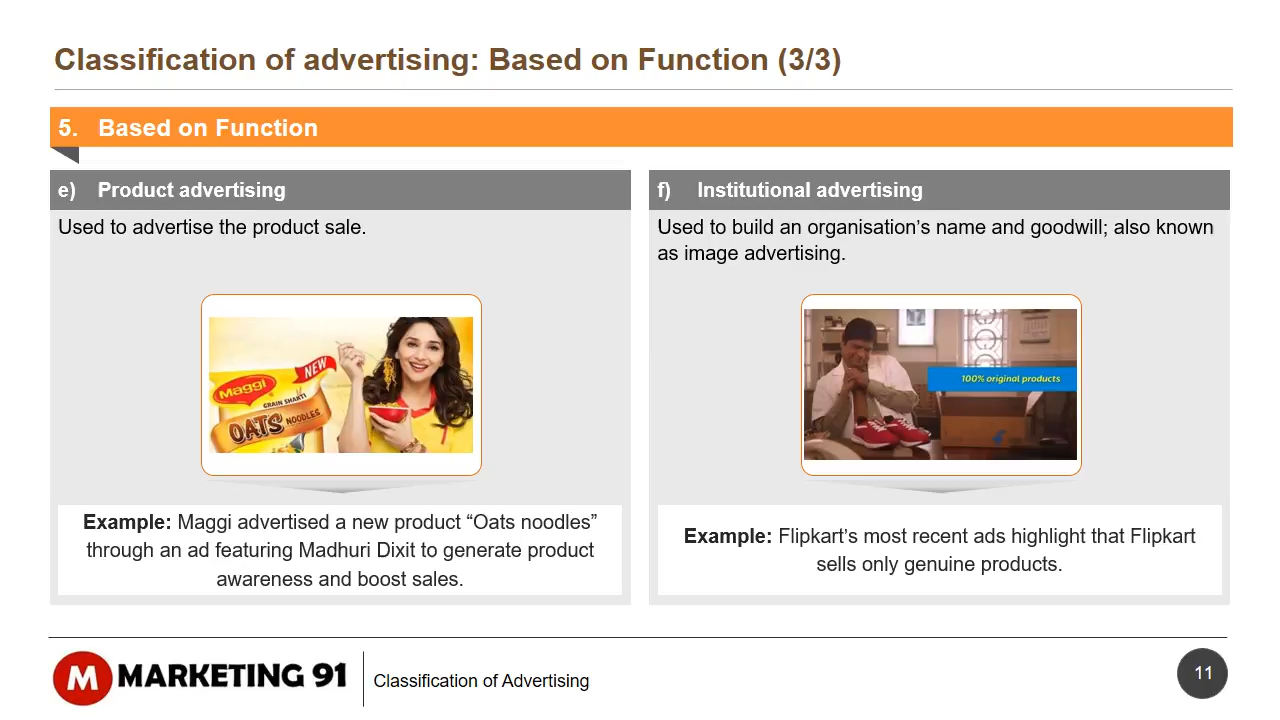 Classification of advertising: Based on Function (3/3)
5. Based on Function
e) Product advertising
Used to advertise the product sale.
NEW
Maggi
GRAIN SHAKTI
OATS NOODLES
Example: Maggi advertised a new product “Oats noodles”
through an ad featuring Madhuri Dixit to generate product
awareness and boost sales.
f) Institutional advertising
Used to build an organisation’s name and goodwill; also known
as image advertising.
100% original products
Example: Flipkart’s most recent ads highlight that Flipkart
sells only genuine products.
M MARKETING 91
Classification of Advertising
11